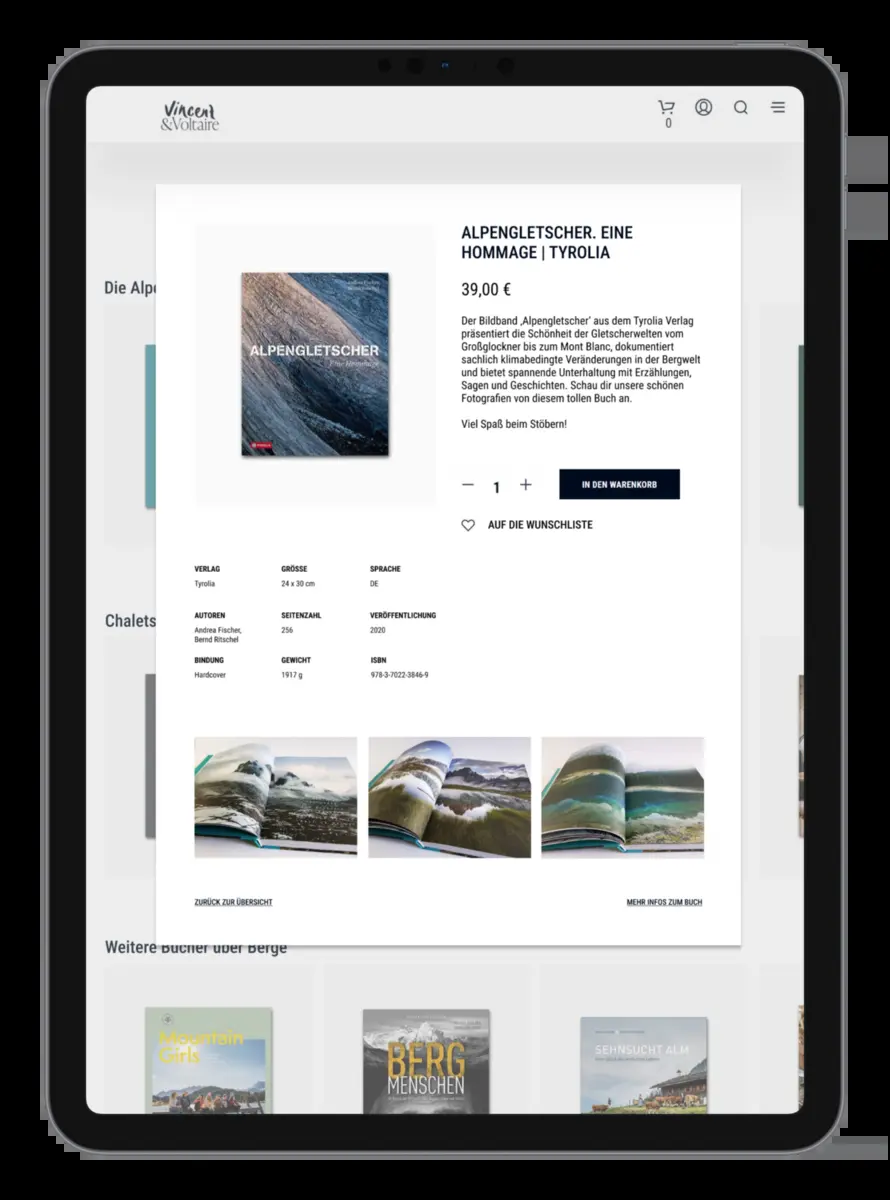 Vincent
&Voltaire
0
Die Alp
ALPENGLETSCHER. EINE
HOMMAGE | TYROLIA
39,00 €
Der Bildband ‚Alpengletscher' aus dem Tyrolia Verlag
präsentiert die Schönheit der Gletscherwelten vom
Großglockner bis zum Mont Blanc, dokumentiert
sachlich klimabedingte Veränderungen in der Bergwelt
und bietet spannende Unterhaltung mit Erzählungen,
Sagen und Geschichten. Schau dir unsere schönen
Fotografien von diesem tollen Buch an.
Viel Spaß beim Stöbern!
ALPENGLETSCHER
Eine Hommage
1
IN DEN WARENKORB
AUF DIE WUNSCHLISTE
Chalets
VERLAG
Tyrolia
GRÖSSE
24 x 30 cm
SPRACHE
DE
AUTOREN
Andrea Fischer,
Bernd Ritschel
SEITENZAHL
256
VERÖFFENTLICHUNG
2020
BINDUNG
Hardcover
GEWICHT
1917 g
ISBN
978-3-7022-3846-9
ZURÜCK ZUR ÜBERSICHT
MEHR INFOS ZUM BUCH
Weitere Bücher über Berge
Mountain
Girls
BERG
MENSCHEN
SEHNSUCHT ALM